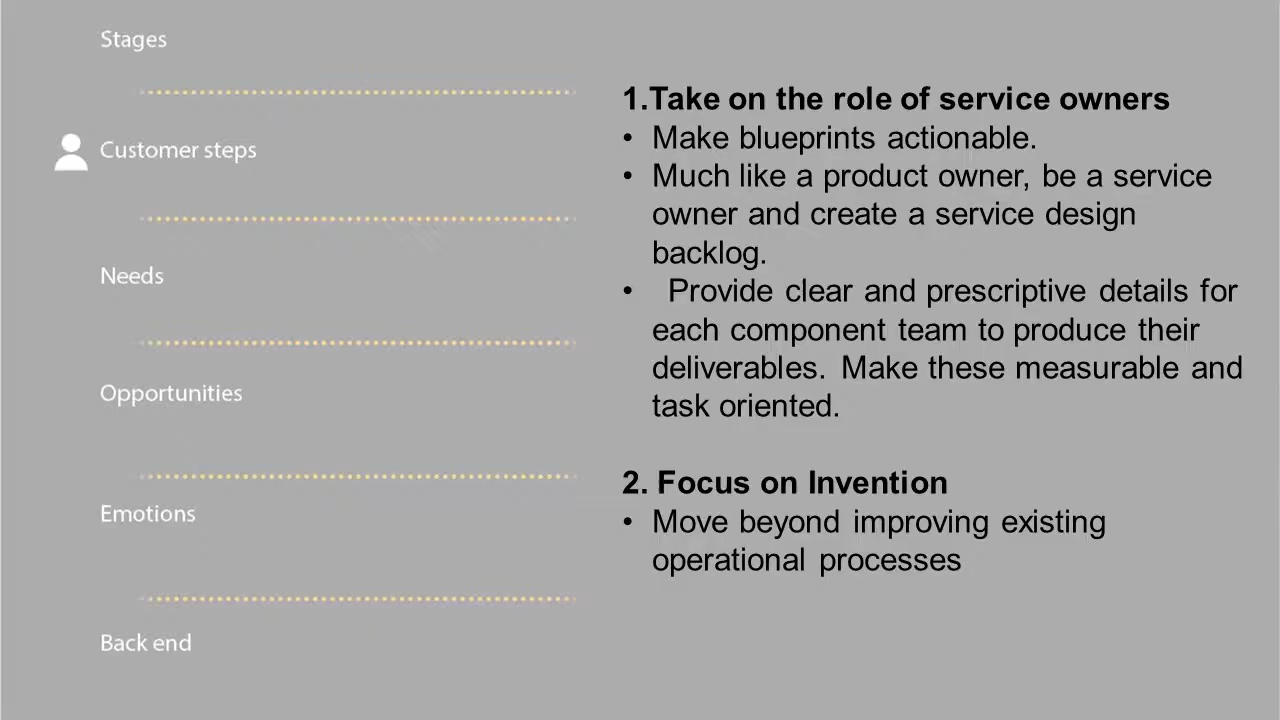 Stages
Customer steps
Needs
Opportunities
Emotions
Back end
1.Take on the role of service owners
• Make blueprints actionable.
• Much like a product owner, be a service
owner and create a service design
backlog.
• Provide clear and prescriptive details for
each component team to produce their
deliverables. Make these measurable and
task oriented.
2. Focus on Invention
• Move beyond improving existing
operational processes